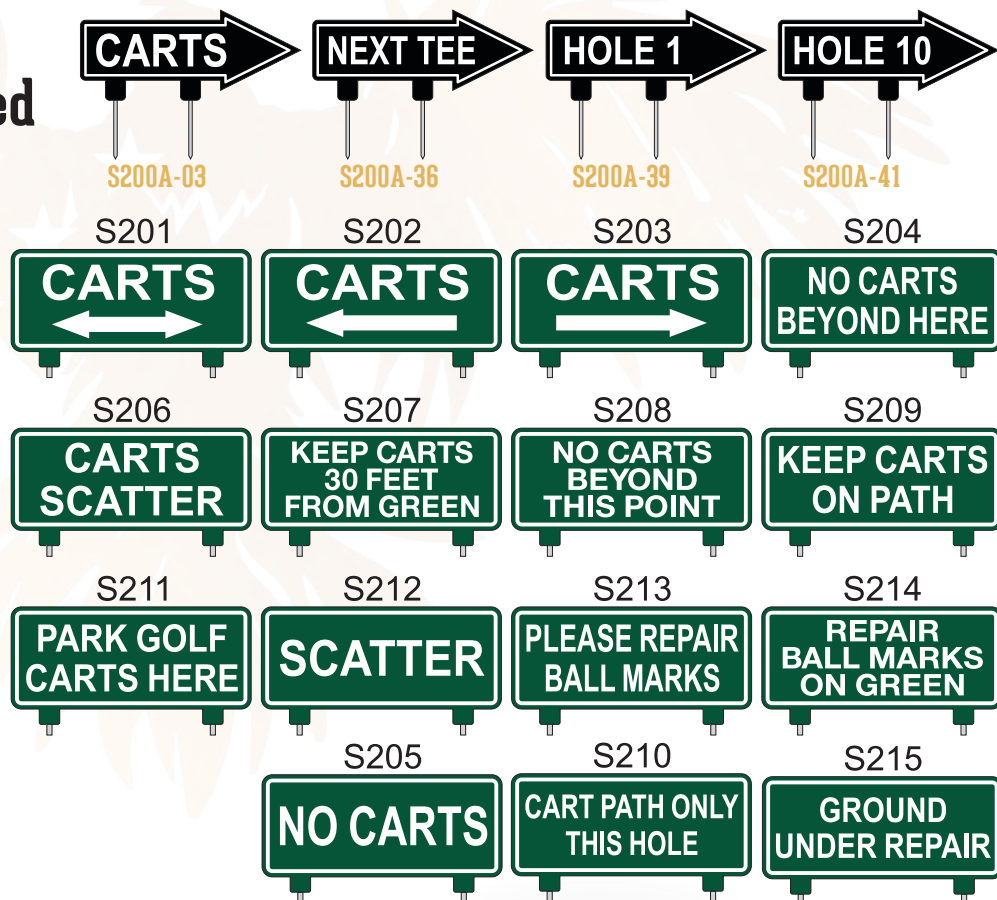 CARTS
NEXT TEE
HOLE 1
HOLE 10
ed
S200A-03
S200A-36
S200A-39
S200A-41
S201
S202
S203
S204
CARTS
CARTS
CARTS
NO CARTS
BEYOND HERE
S206
S207
S208
S209
CARTS
SCATTER
KEEP CARTS
30 FEET
FROM GREEN
NO CARTS
BEYOND
THIS POINT
KEEP CARTS
ON PATH
S211
S212
S213
S214
PARK GOLF
CARTS HERE
SCATTER
PLEASE REPAIR
BALL MARKS
REPAIR
BALL MARKS
ON GREEN
S205
S210
S215
NO CARTS
CART PATH ONLY
THIS HOLE
GROUND
UNDER REPAIR